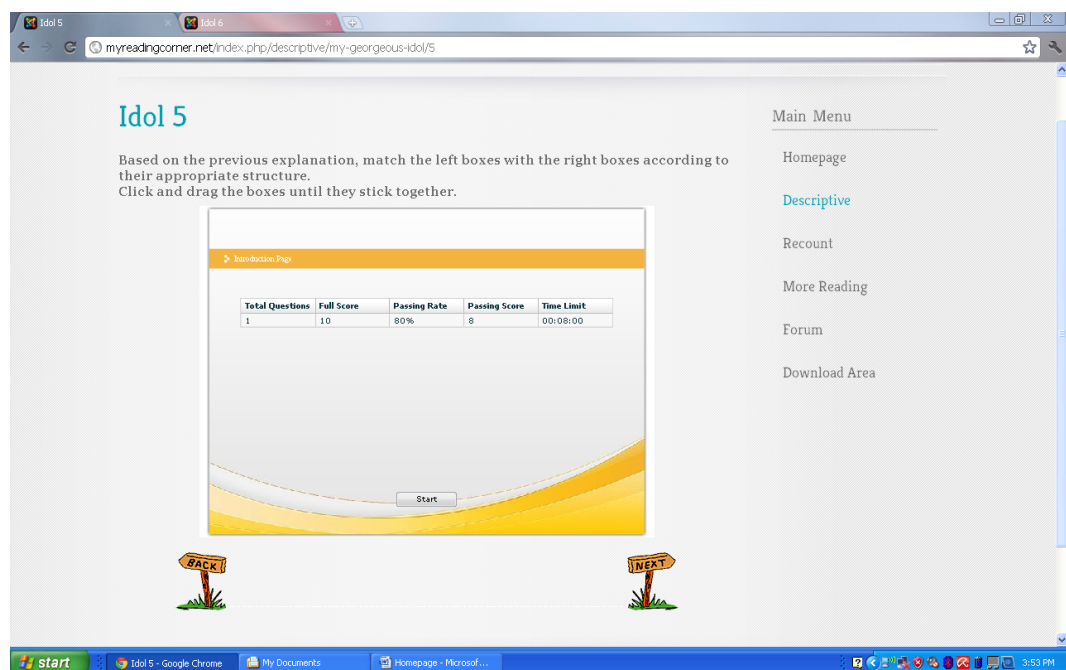 Idol 5
Idol 6
myreadingcorner.net/index.php/descriptive/my-georgeous-idol/5
Idol 5
Based on the previous explanation, match the left boxes with the right boxes according to
their appropriate structure.
Click and drag the boxes until they stick together.
Introduction Page
Total Questions Full Score Passing Rate Passing Score Time Limit
1 10 80% 8 00:08:00
Start
BACK
NEXT
Main Menu
Homepage
Descriptive
Recount
More Reading
Forum
Download Area
start
Idol 5 - Google Chrome
My Documents
Homepage - Microsof...
3:53 PM